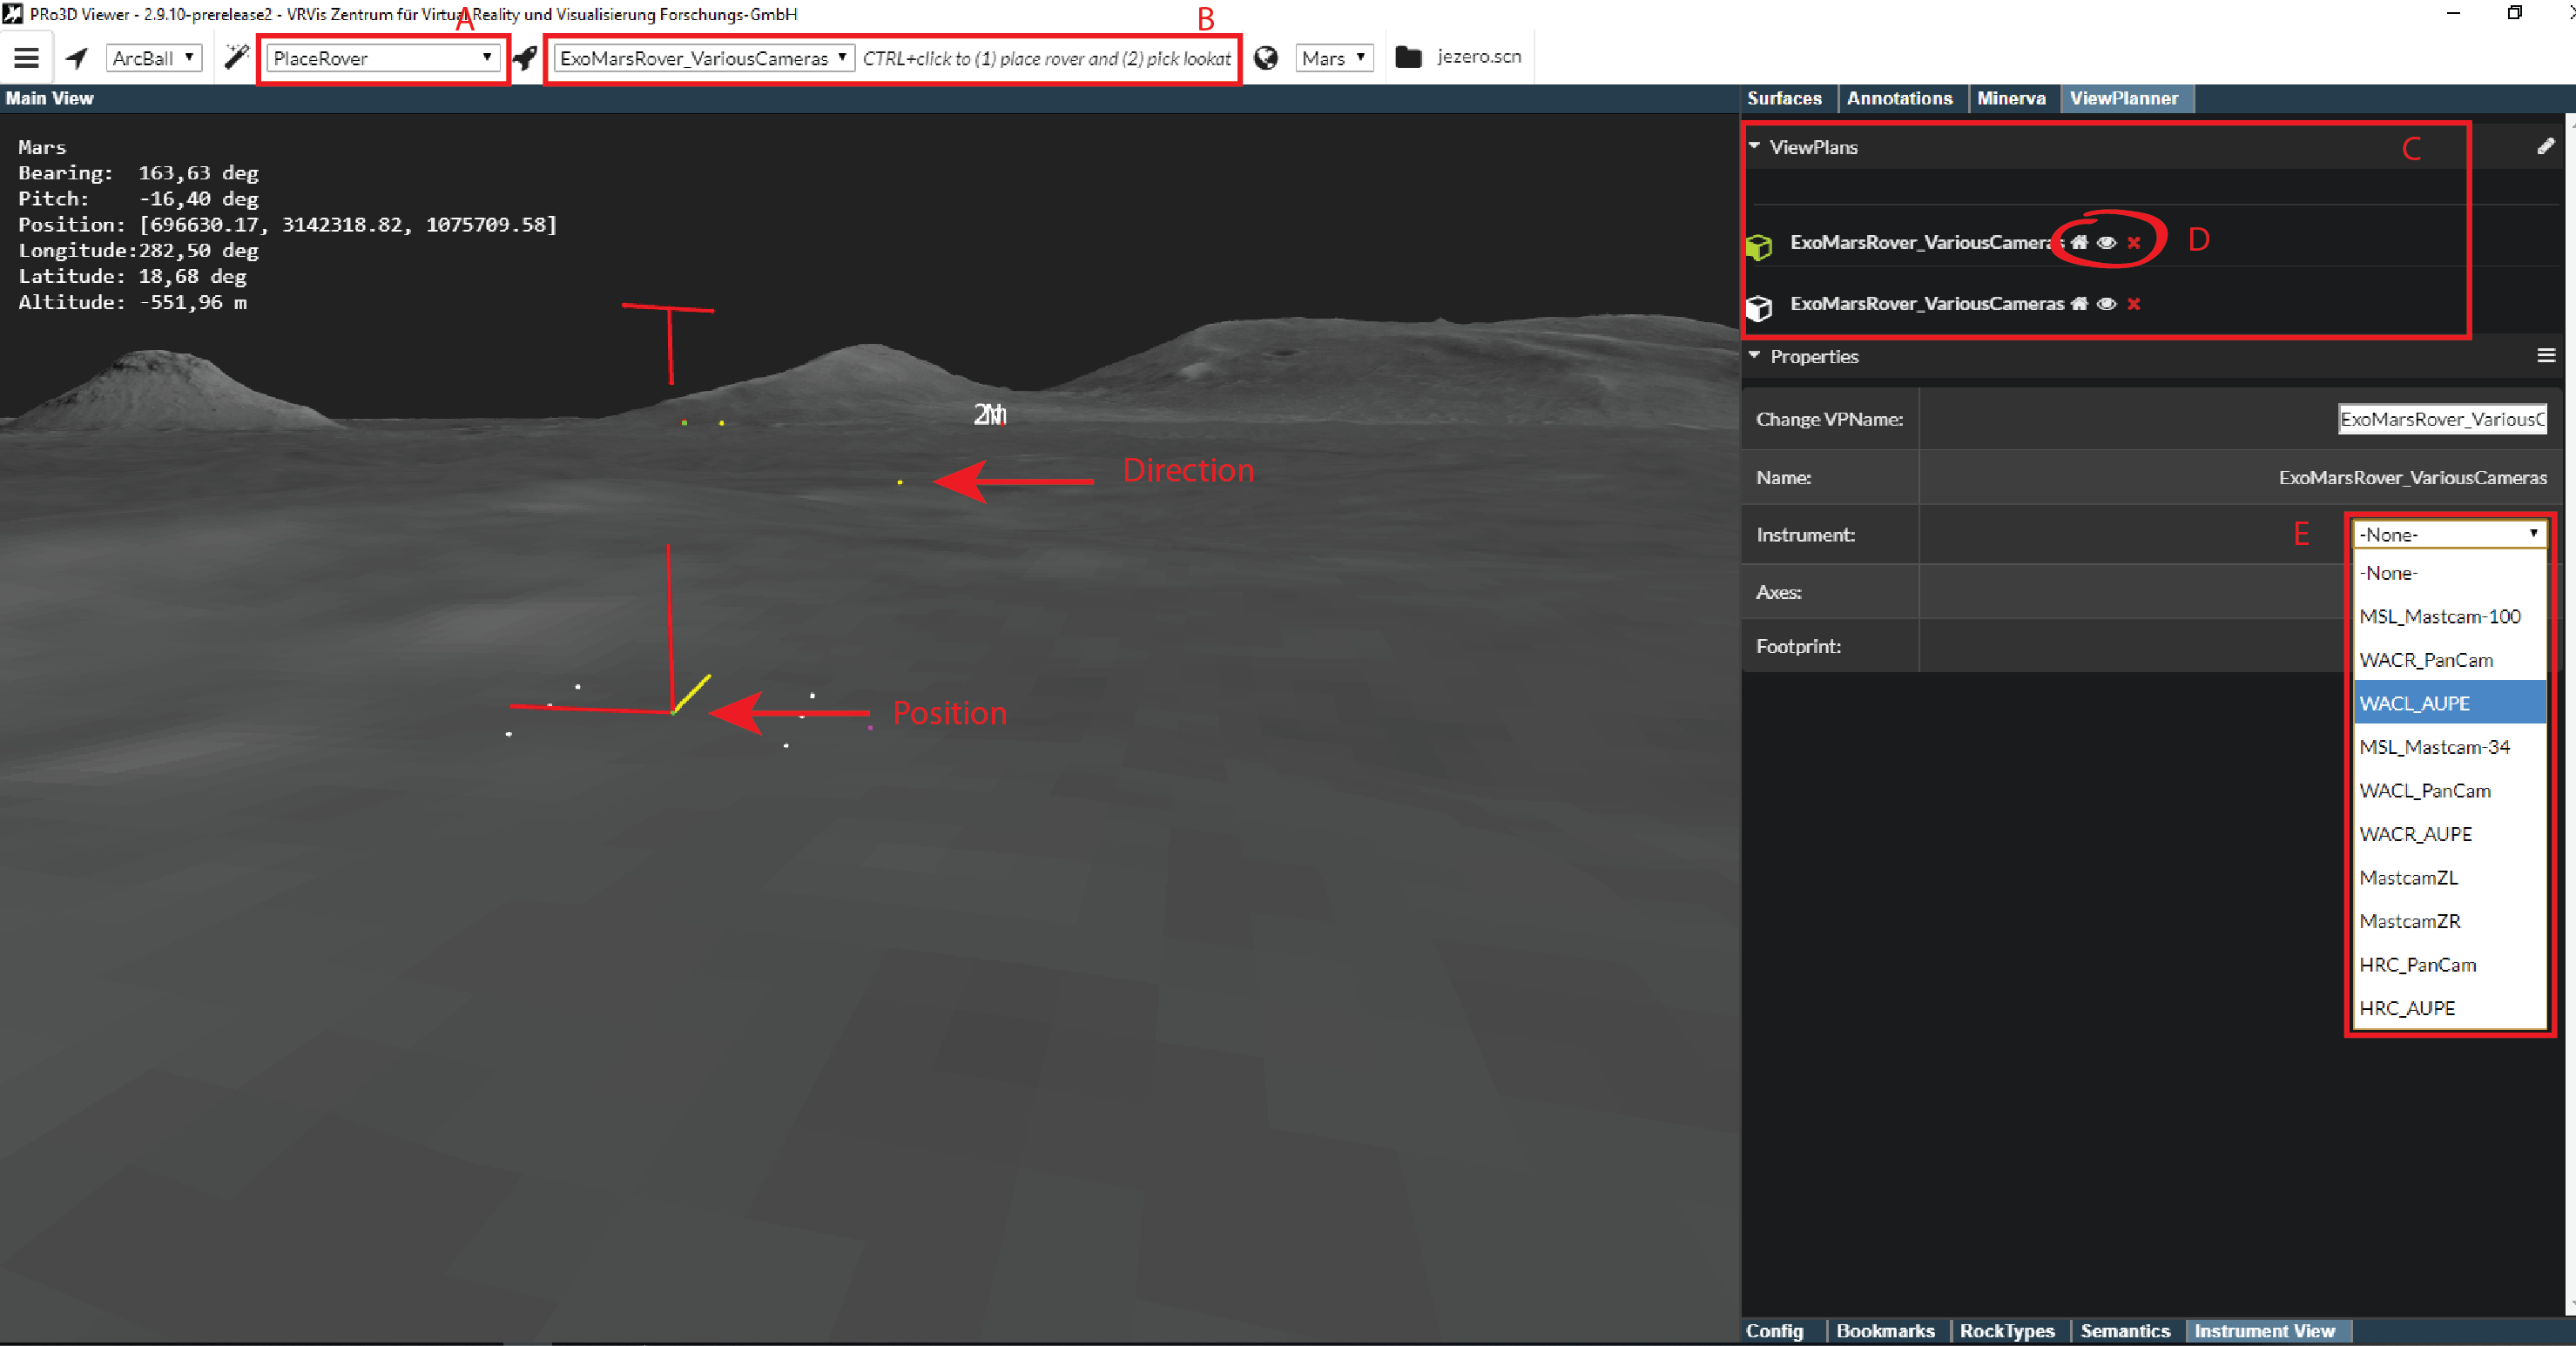 PRo3D Viewer - 2.9.10-prerelease2 - VRVis Zentrum für Virtual Reality und Visualisierung Forschungs-GmbH
A
B
ArcBall
PlaceRover
ExoMarsRover_VariousCameras
CTRL+click to (1) place rover and (2) pick lookat
Mars
jezero.scn
Main View
Mars
Bearing: 163,63 deg
Pitch: -16,40 deg
Position: [696630.17, 3142318.82, 1075709.58]
Longitude:282,50 deg
Latitude: 18,68 deg
Altitude: -551,96 m
Direction
Position
Surfaces
Annotations
Minerva
ViewPlanner
ViewPlans
C
ExoMarsRover_VariousCameras
D
ExoMarsRover_VariousCameras
Properties
Change VPName:
ExoMarsRover_VariousC
Name:
ExoMarsRover_VariousCameras
Instrument:
E
-None-
-None-
MSL_Mastcam-100
WACR_PanCam
WACL_AUPE
MSL_Mastcam-34
WACL_PanCam
WACR_AUPE
MastcamZL
MastcamZR
HRC_PanCam
HRC_AUPE
Axes:
Footprint:
Config
Bookmarks
RockTypes
Semantics
Instrument View